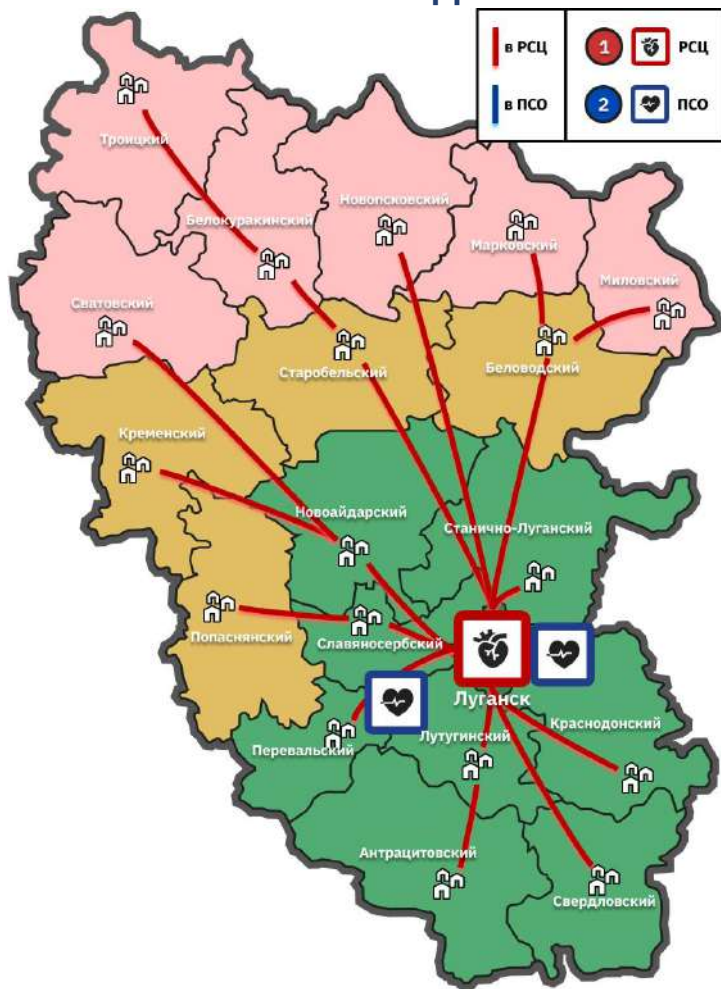 в РСЦ
1
РСЦ
в ПСО
2
ПСО
Троицкий
Белокуракинский
Новопсковский
Марковский
Миловский
Сватовский
Старобельский
Беловодский
Кременский
Новоайдарский
Станично-Луганский
Попаснянский
Славяносербский
Луганск
Перевальский
Лутугинский
Краснодонский
Антрацитовский
Свердловский